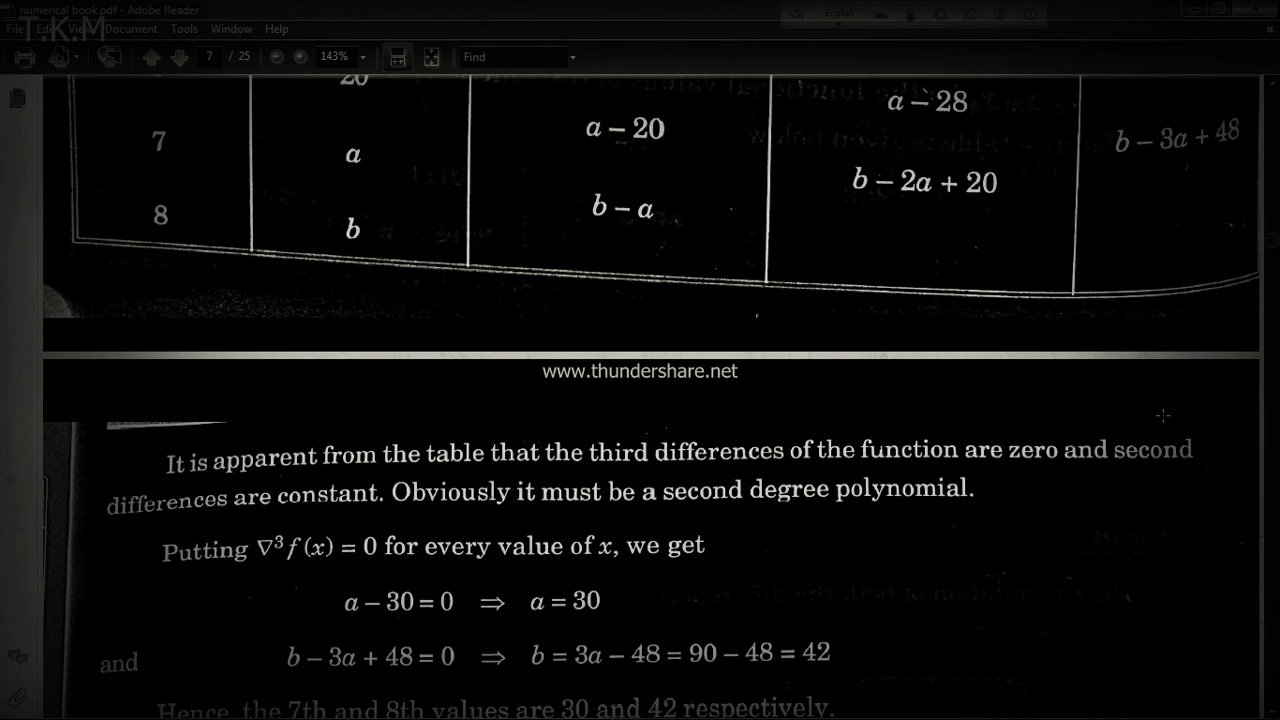 numerical book.pdf - Adobe Reader
T.K.M
File Edit View Document Tools Window Help
English
7 / 25 143% Find
20 a – 28
7 a a – 20 b – 3a + 48
b – 2a + 20
8 b b – a
www.thundershare.net
It is apparent from the table that the third differences of the function are zero and second
differences are constant. Obviously it must be a second degree polynomial.
Putting ∇³ f (x) = 0 for every value of x, we get
a – 30 = 0 ⇒ a = 30
and b – 3a + 48 = 0 ⇒ b = 3a – 48 = 90 – 48 = 42
Hence, the 7th and 8th values are 30 and 42 respectively.